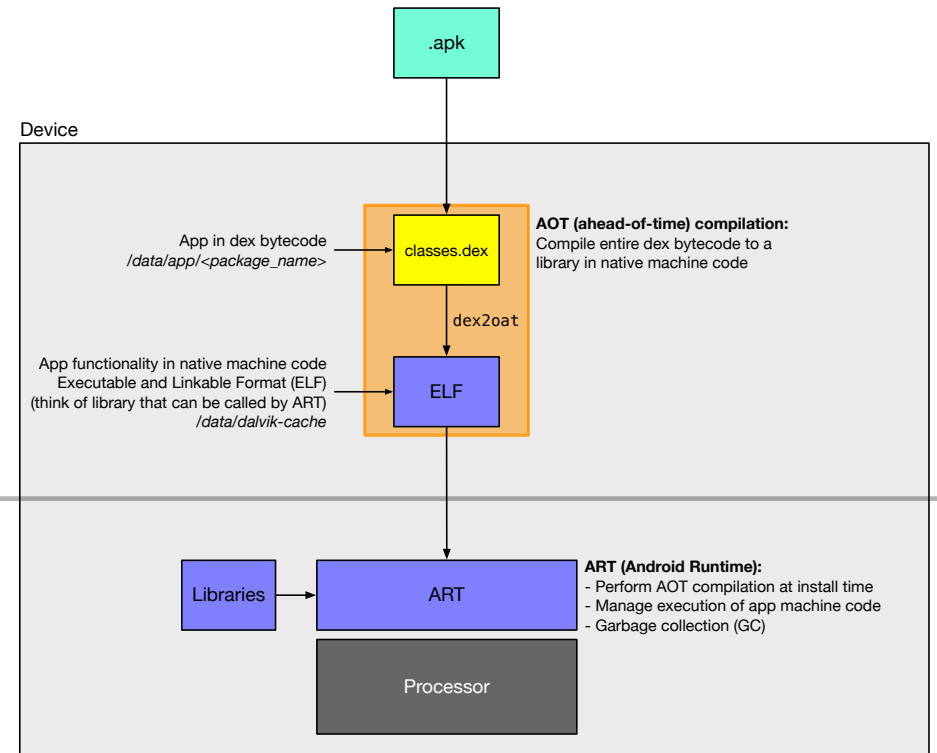 .apk
Device
App in dex bytecode
/data/app/<package_name>
classes.dex
AOT (ahead-of-time) compilation:
Compile entire dex bytecode to a
library in native machine code
dex2oat
App functionality in native machine code
Executable and Linkable Format (ELF)
(think of library that can be called by ART)
/data/dalvik-cache
ELF
Libraries
ART
ART (Android Runtime):
- Perform AOT compilation at install time
- Manage execution of app machine code
- Garbage collection (GC)
Processor